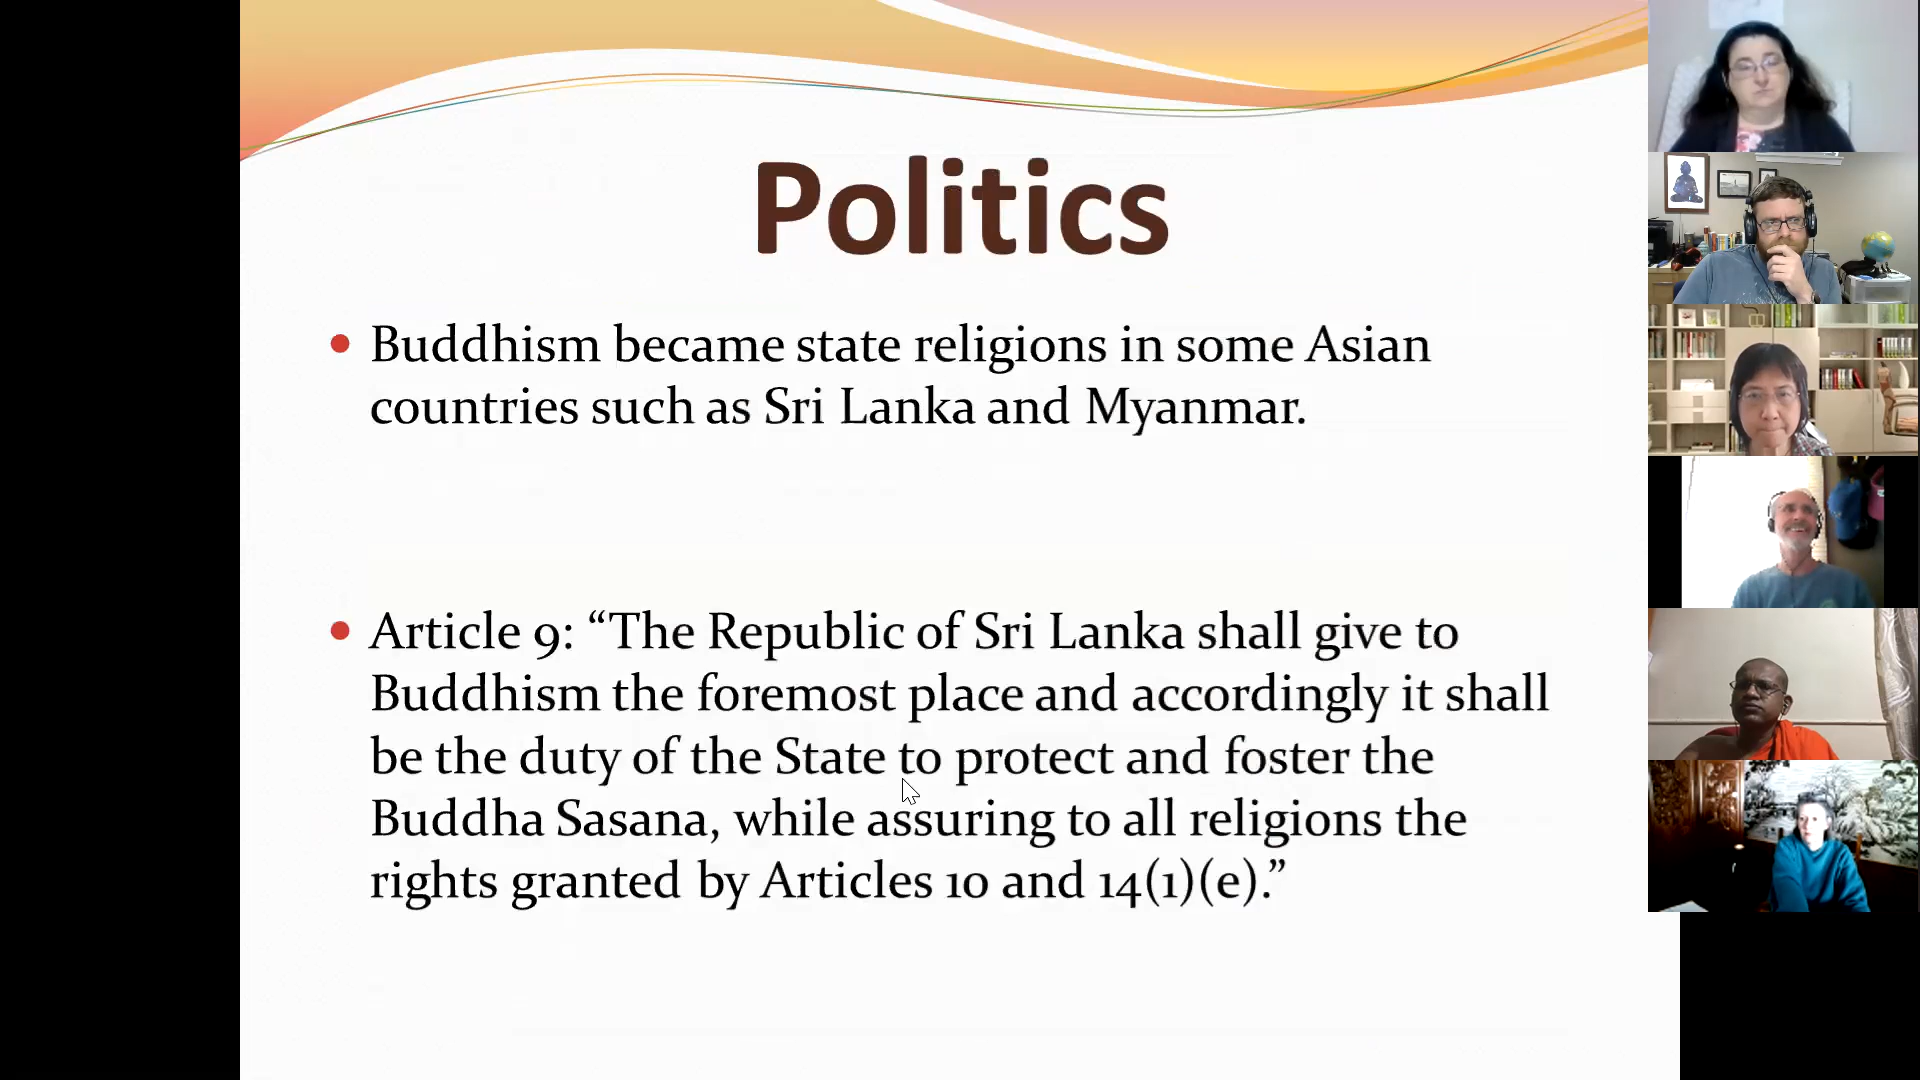 Politics
• Buddhism became state religions in some Asian
countries such as Sri Lanka and Myanmar.
• Article 9: “The Republic of Sri Lanka shall give to
Buddhism the foremost place and accordingly it shall
be the duty of the State to protect and foster the
Buddha Sasana, while assuring to all religions the
rights granted by Articles 10 and 14(1)(e).”